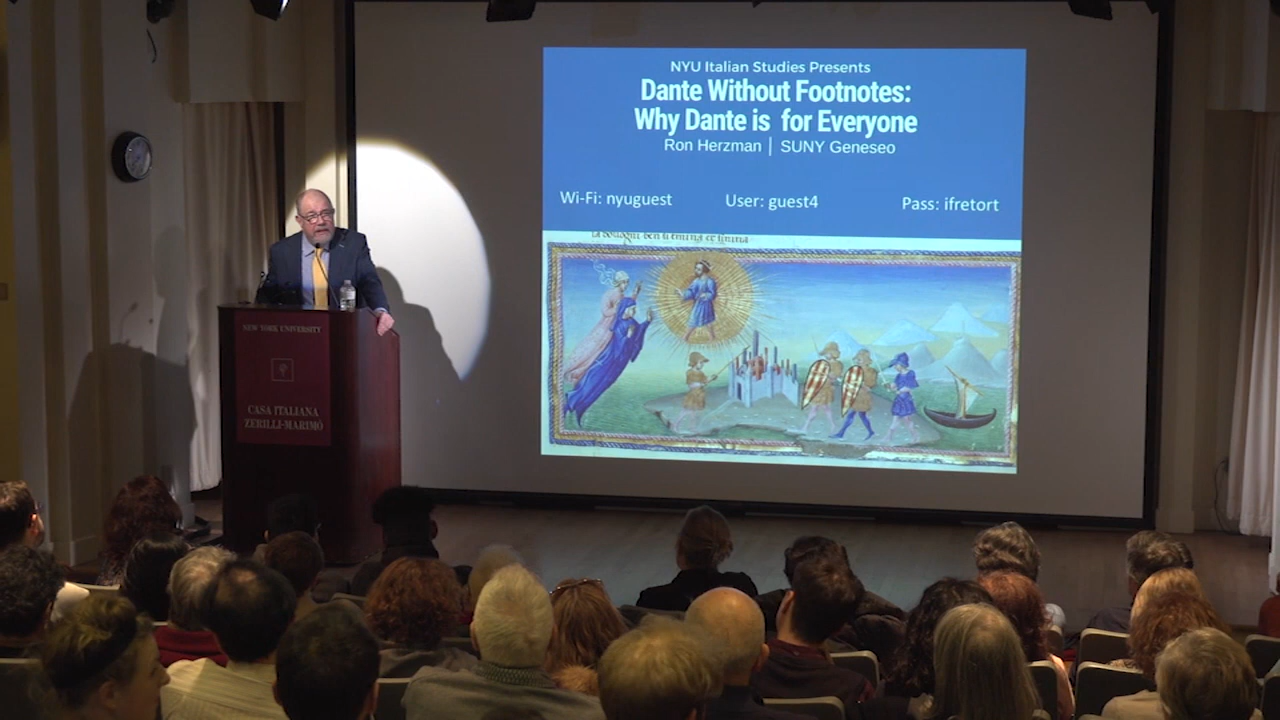 NYU Italian Studies Presents
Dante Without Footnotes:
Why Dante is for Everyone
Ron Herzman | SUNY Geneseo
Wi-Fi: nyuguest User: guest4 Pass: ifretort
NEW YORK UNIVERSITY
CASA ITALIANA
ZERILLI-MARIMÒ